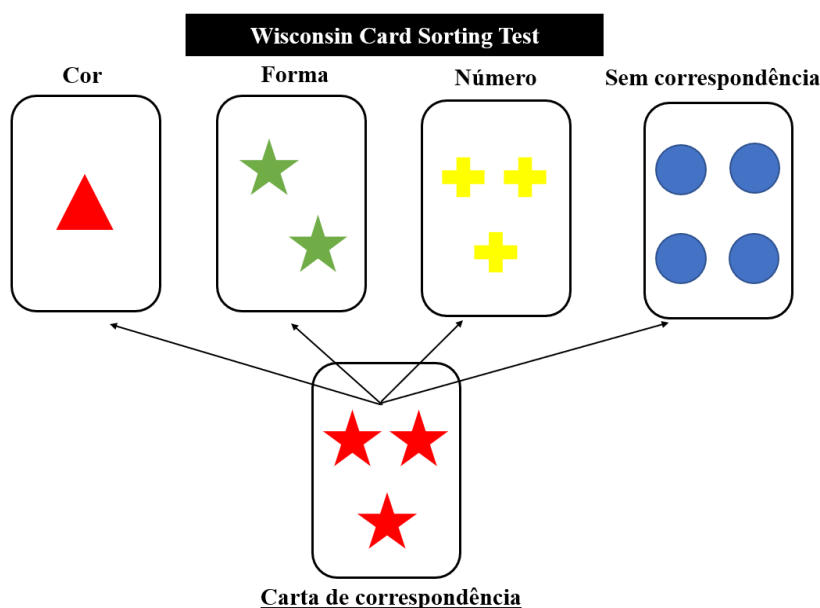 Wisconsin Card Sorting Test
Cor
Forma
Número
Sem correspondência
Carta de correspondência